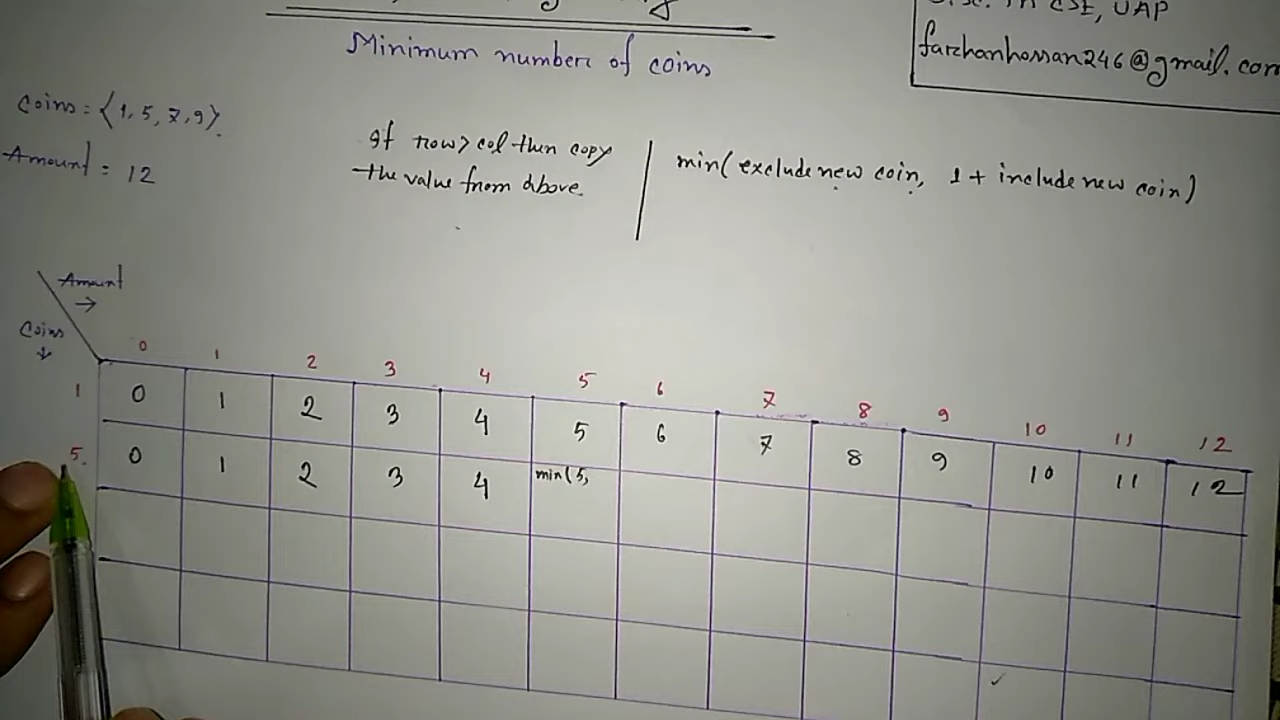 CSE, UAP
farhanhossan246@gmail.com
Minimum number of coins
Coins = {1, 5, 7, 9}.
Amount = 12
If row > col then copy
the value from above.
min( exclude new coin, 1 + include new coin)
Amount
→
Coins
↓
0 1 2 3 4 5 6 7 8 9 10 11 12
1 0 1 2 3 4 5 6 7 8 9 10 11 12
5. 0 1 2 3 4 min(5,
✓